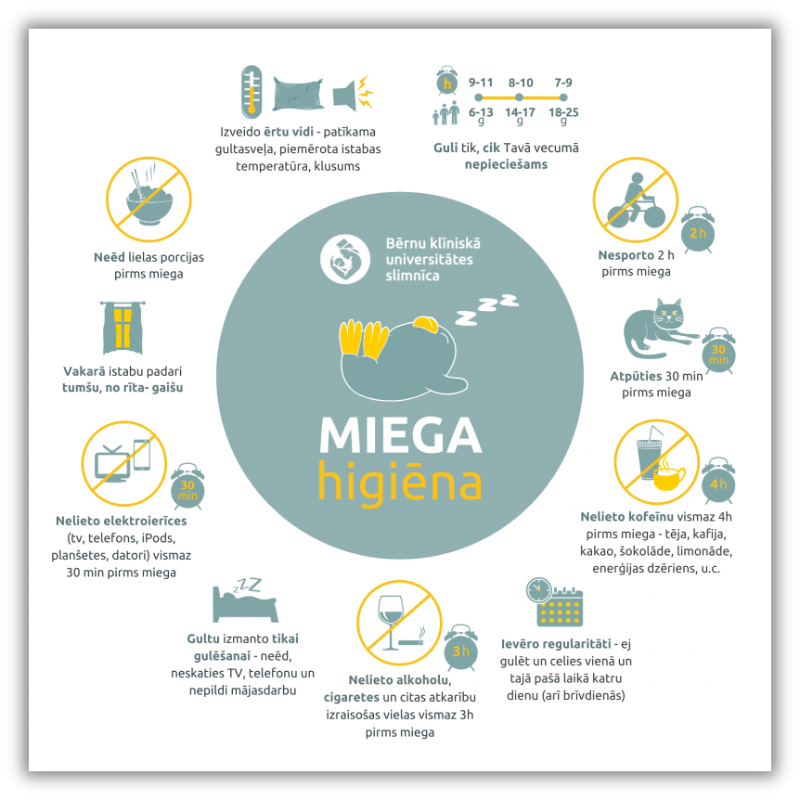 Izveido ērtu vidi - patīkama
gultasveļa, piemērota istabas
temperatūra, klusums
h
9-11 8-10 7-9
6-13 14-17 18-25
g g g
Guli tik, cik Tavā vecumā
nepieciešams
Neēd lielas porcijas
pirms miega
2 h
Nesporto 2 h
pirms miega
Bērnu klīniskā
universitātes
slimnīca
z z z
MIEGA
higiēna
Vakarā istabu padari
tumšu, no rīta- gaišu
30
min
Atpūties 30 min
pirms miega
30
min
Nelieto elektroierīces
(tv, telefons, iPods,
planšetes, datori) vismaz
30 min pirms miega
4 h
Nelieto kofeīnu vismaz 4h
pirms miega - tēja, kafija,
kakao, šokolāde, limonāde,
enerģijas dzēriens, u.c.
zzZ
Gultu izmanto tikai
gulēšanai - neēd,
neskaties TV, telefonu un
nepildi mājasdarbu
3 h
Nelieto alkoholu,
cigaretes un citas atkarību
izraisošas vielas vismaz 3h
pirms miega
Ievēro regularitāti - ej
gulēt un celies vienā un
tajā pašā laikā katru
dienu (arī brīvdienās)